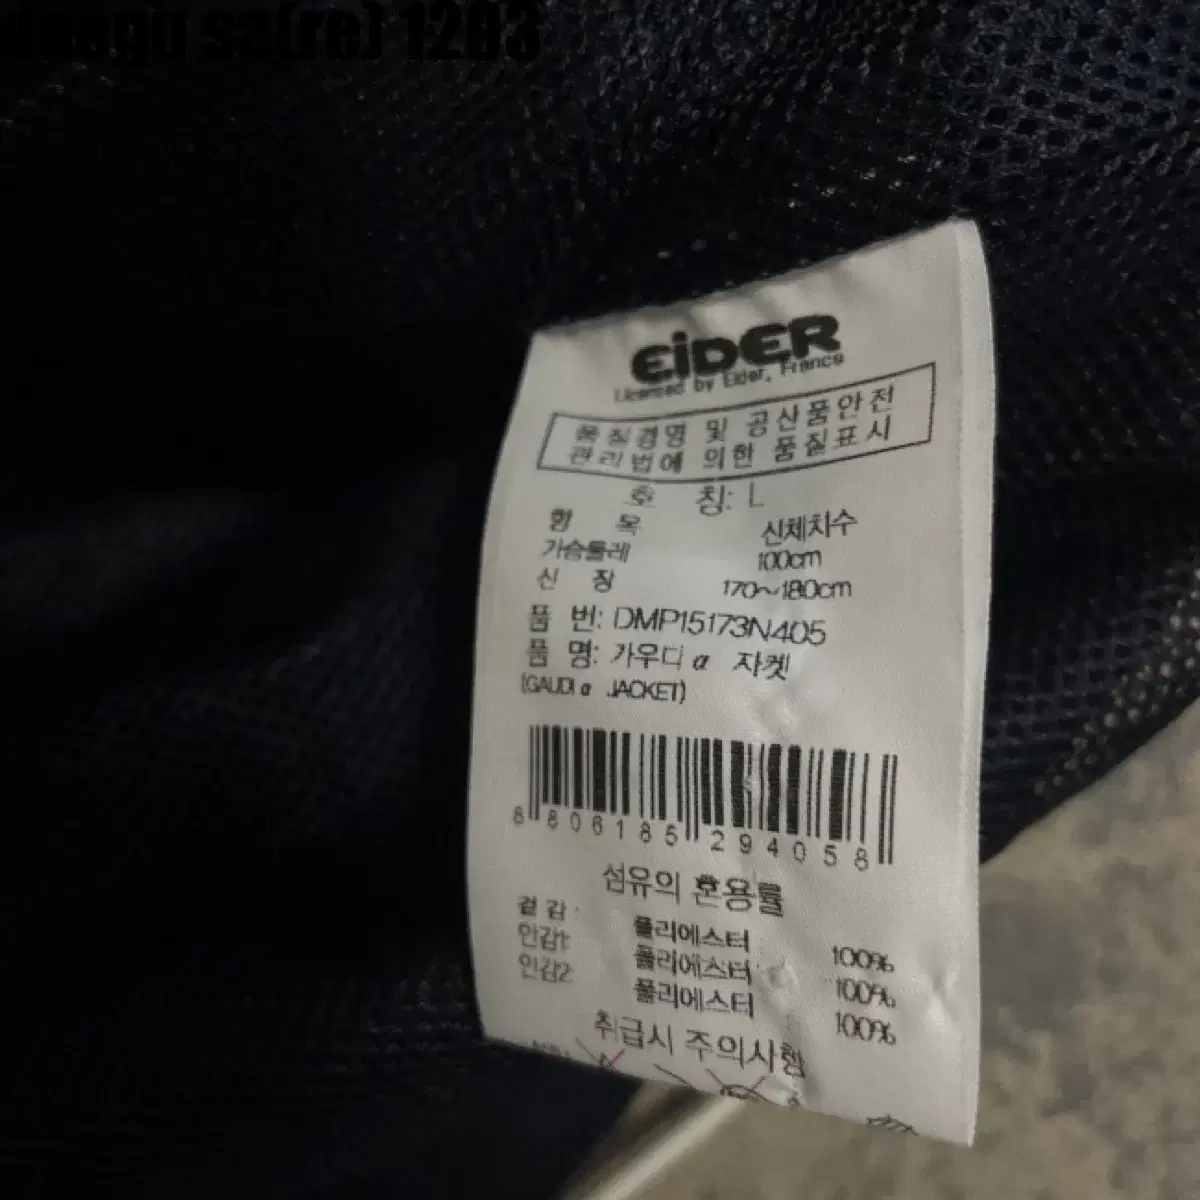 daegu sa(re) 1203
EiDER
Licensed by Eider, France
품질경영 및 공산품안전
관리법에 의한 품질표시
호 칭: L
항 목 신체치수
가슴둘레 100cm
신 장 170~180cm
품 번: DMP15173N405
품 명: 가우디 α 자켓
(GAUDI α JACKET)
8 806185 294058
섬유의 혼용률
겉감: 폴리에스터 100%
안감1: 폴리에스터 100%
안감2: 폴리에스터 100%
취급시 주의사항